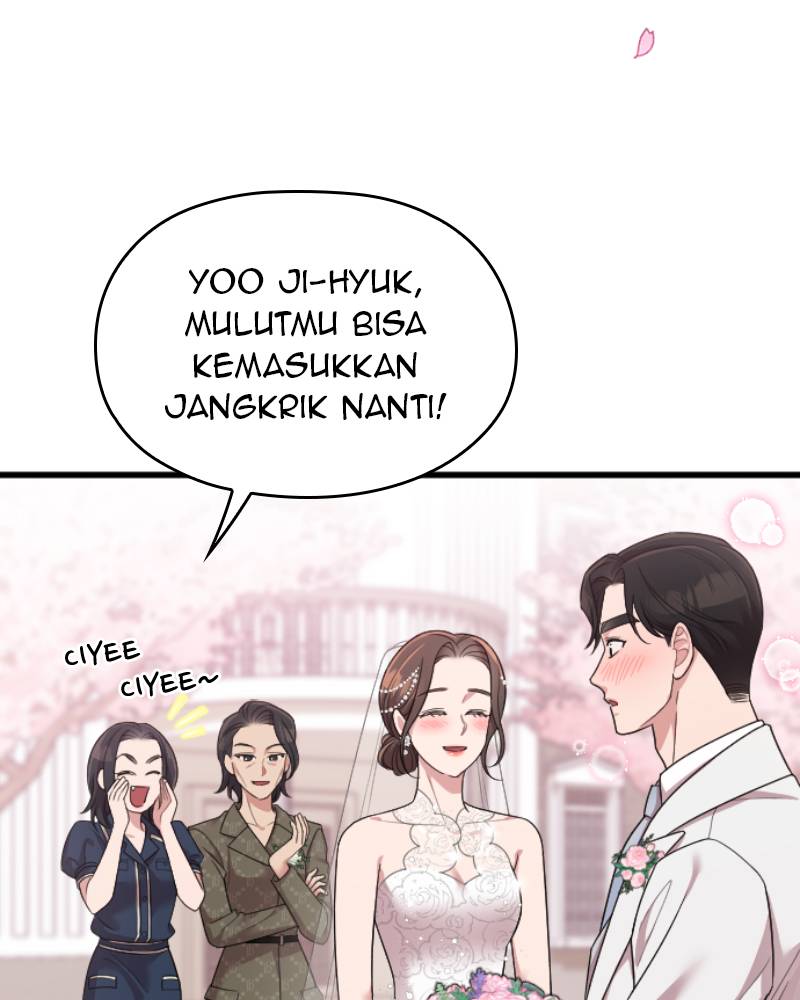 YOO JI-HYUK,
MULUTMU BISA
KEMASUKKAN
JANGKRIK NANTI!
CIYEE
CIYEE~